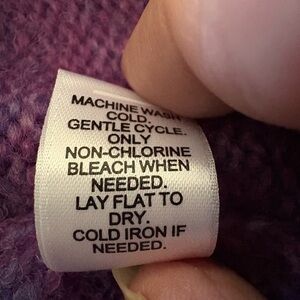 MACHINE WASH
COLD.
GENTLE CYCLE.
ONLY
NON-CHLORINE
BLEACH WHEN
NEEDED.
LAY FLAT TO
DRY.
COLD IRON IF
NEEDED.